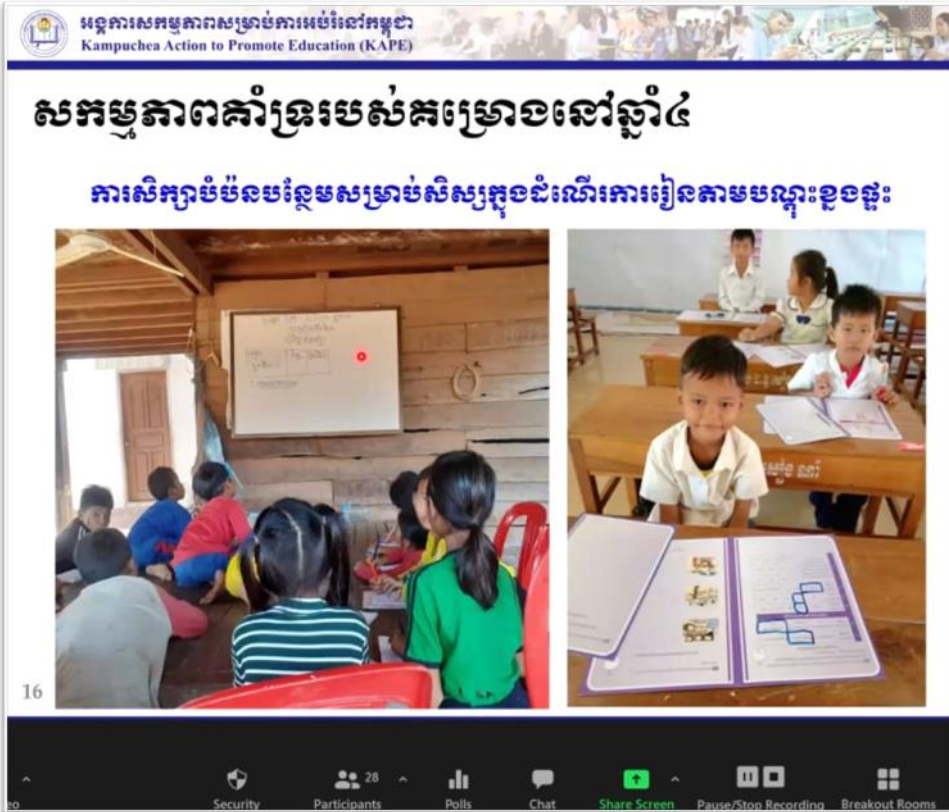 អង្គការសកម្មភាពសម្រាប់ការអប់រំនៅកម្ពុជា
Kampuchea Action to Promote Education (KAPE)
សកម្មភាពគាំទ្ររបស់គម្រោងនៅឆ្នាំ៤
ការសិក្សាបំប៉នបន្ថែមសម្រាប់សិស្សក្នុងដំណើរការរៀនតាមបណ្តុះខ្នងផ្ទះ
16
28
Security
Participants
Polls
Chat
Share Screen
Pause/Stop Recording
Breakout Rooms